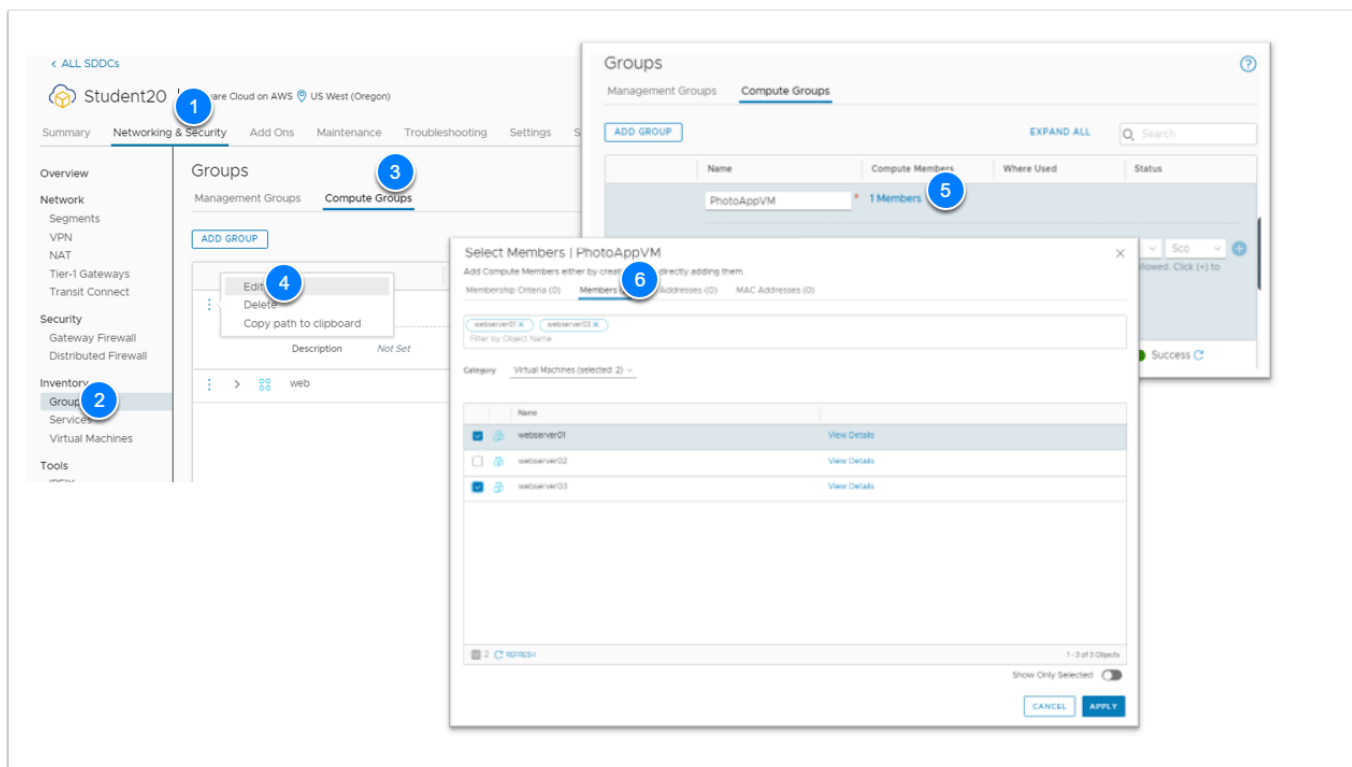 < ALL SDDCs
Student20
1
are Cloud on AWS US West (Oregon)
Summary Networking & Security Add Ons Maintenance Troubleshooting Settings S
Overview
Network
Segments
VPN
NAT
Tier-1 Gateways
Transit Connect
Security
Gateway Firewall
Distributed Firewall
Inventory
Group
2
Services
Virtual Machines
Tools
IPFIX
Groups
3
Management Groups Compute Groups
ADD GROUP
Edit
4
Delete
Copy path to clipboard
Description Not Set
web
Groups
Management Groups Compute Groups
ADD GROUP EXPAND ALL Search
Name Compute Members Where Used Status
5
PhotoAppVM * 1 Members
Sco
allowed. Click (+) to
Success
Select Members | PhotoAppVM
Add Compute Members either by creat directly adding them.
6
Membership Criteria (0) Members Addresses (0) MAC Addresses (0)
webserver01 X webserver03 X
Filter by Object Name
Category Virtual Machines (selected: 2)
Name
webserver01 View Details
webserver02 View Details
webserver03 View Details
2 REFRESH 1 - 3 of 3 Objects
Show Only Selected
CANCEL APPLY